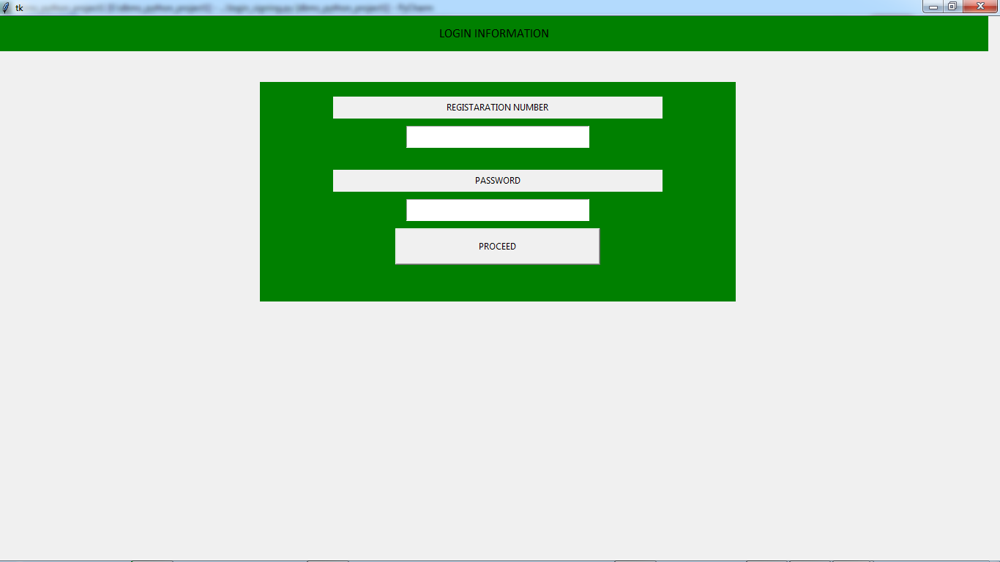 tk
LOGIN INFORMATION
REGISTARATION NUMBER
PASSWORD
PROCEED